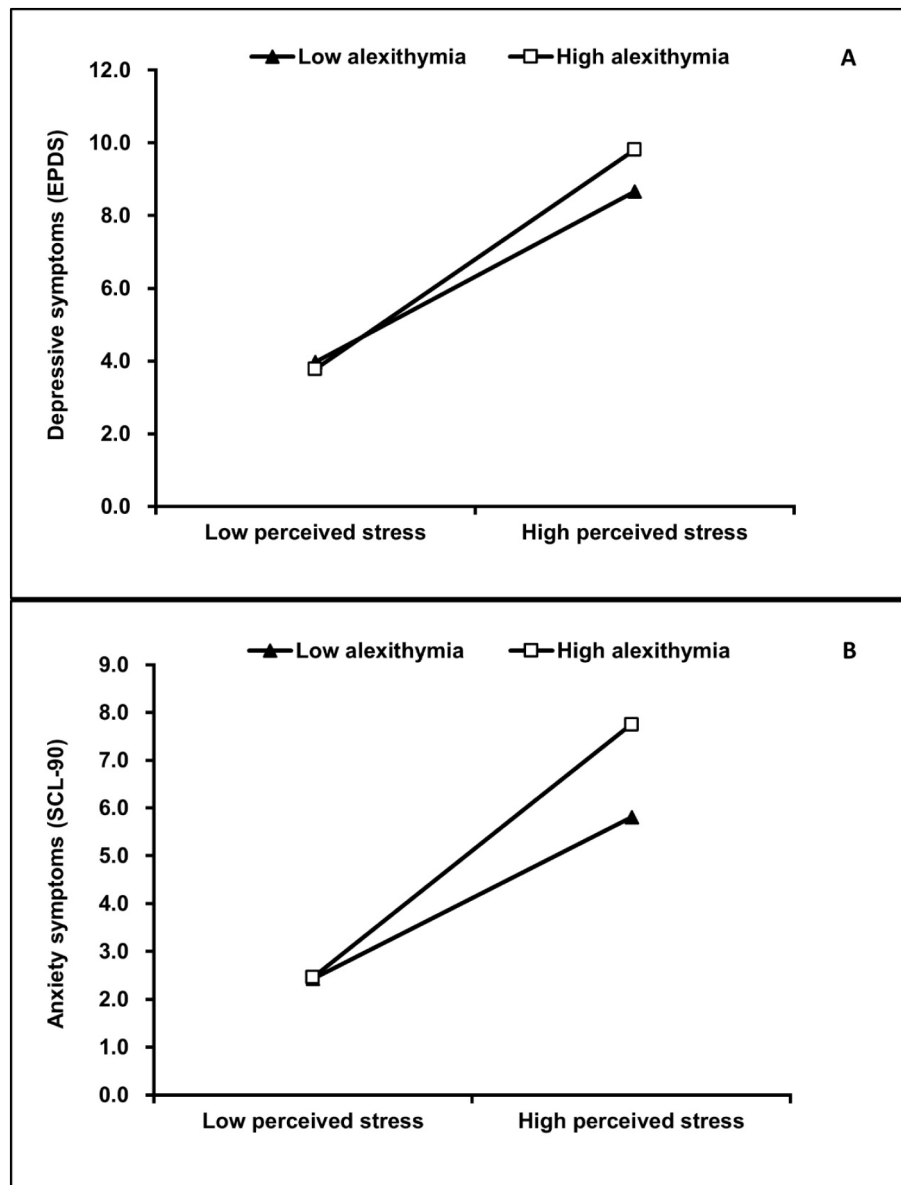 Low alexithymia High alexithymia A
12.0
10.0
8.0
6.0
4.0
2.0
0.0
Depressive symptoms (EPDS)
Low perceived stress High perceived stress
Low alexithymia High alexithymia B
9.0
8.0
7.0
6.0
5.0
4.0
3.0
2.0
1.0
0.0
Anxiety symptoms (SCL-90)
Low perceived stress High perceived stress